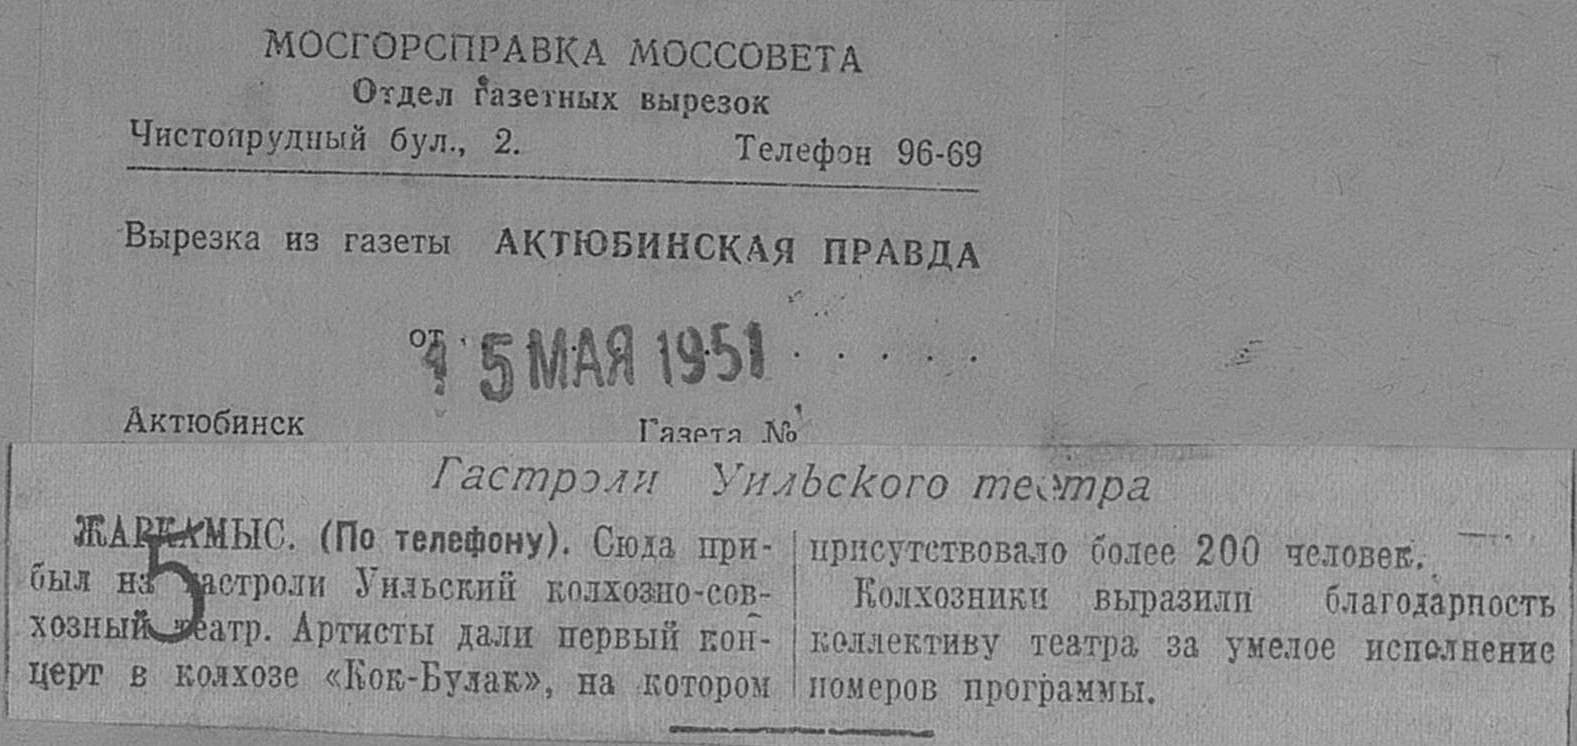 МОСГОРСПРАВКА МОССОВЕТА
Отдел газетных вырезок
Чистопрудный бул., 2. Телефон 96-69
Вырезка из газеты АКТЮБИНСКАЯ ПРАВДА
от 15 МАЯ 1951 . . . . .
Актюбинск Газета №
Гастроли Уильского театра
ЖАРКАМЫС. (По телефону). Сюда при-
был на гастроли Уильский колхозно-сов-
хозный театр. Артисты дали первый кон-
церт в колхозе «Кок-Булак», на котором
присутствовало более 200 человек.
Колхозники выразили благодарность
коллективу театра за умелое исполнение
номеров программы.
5